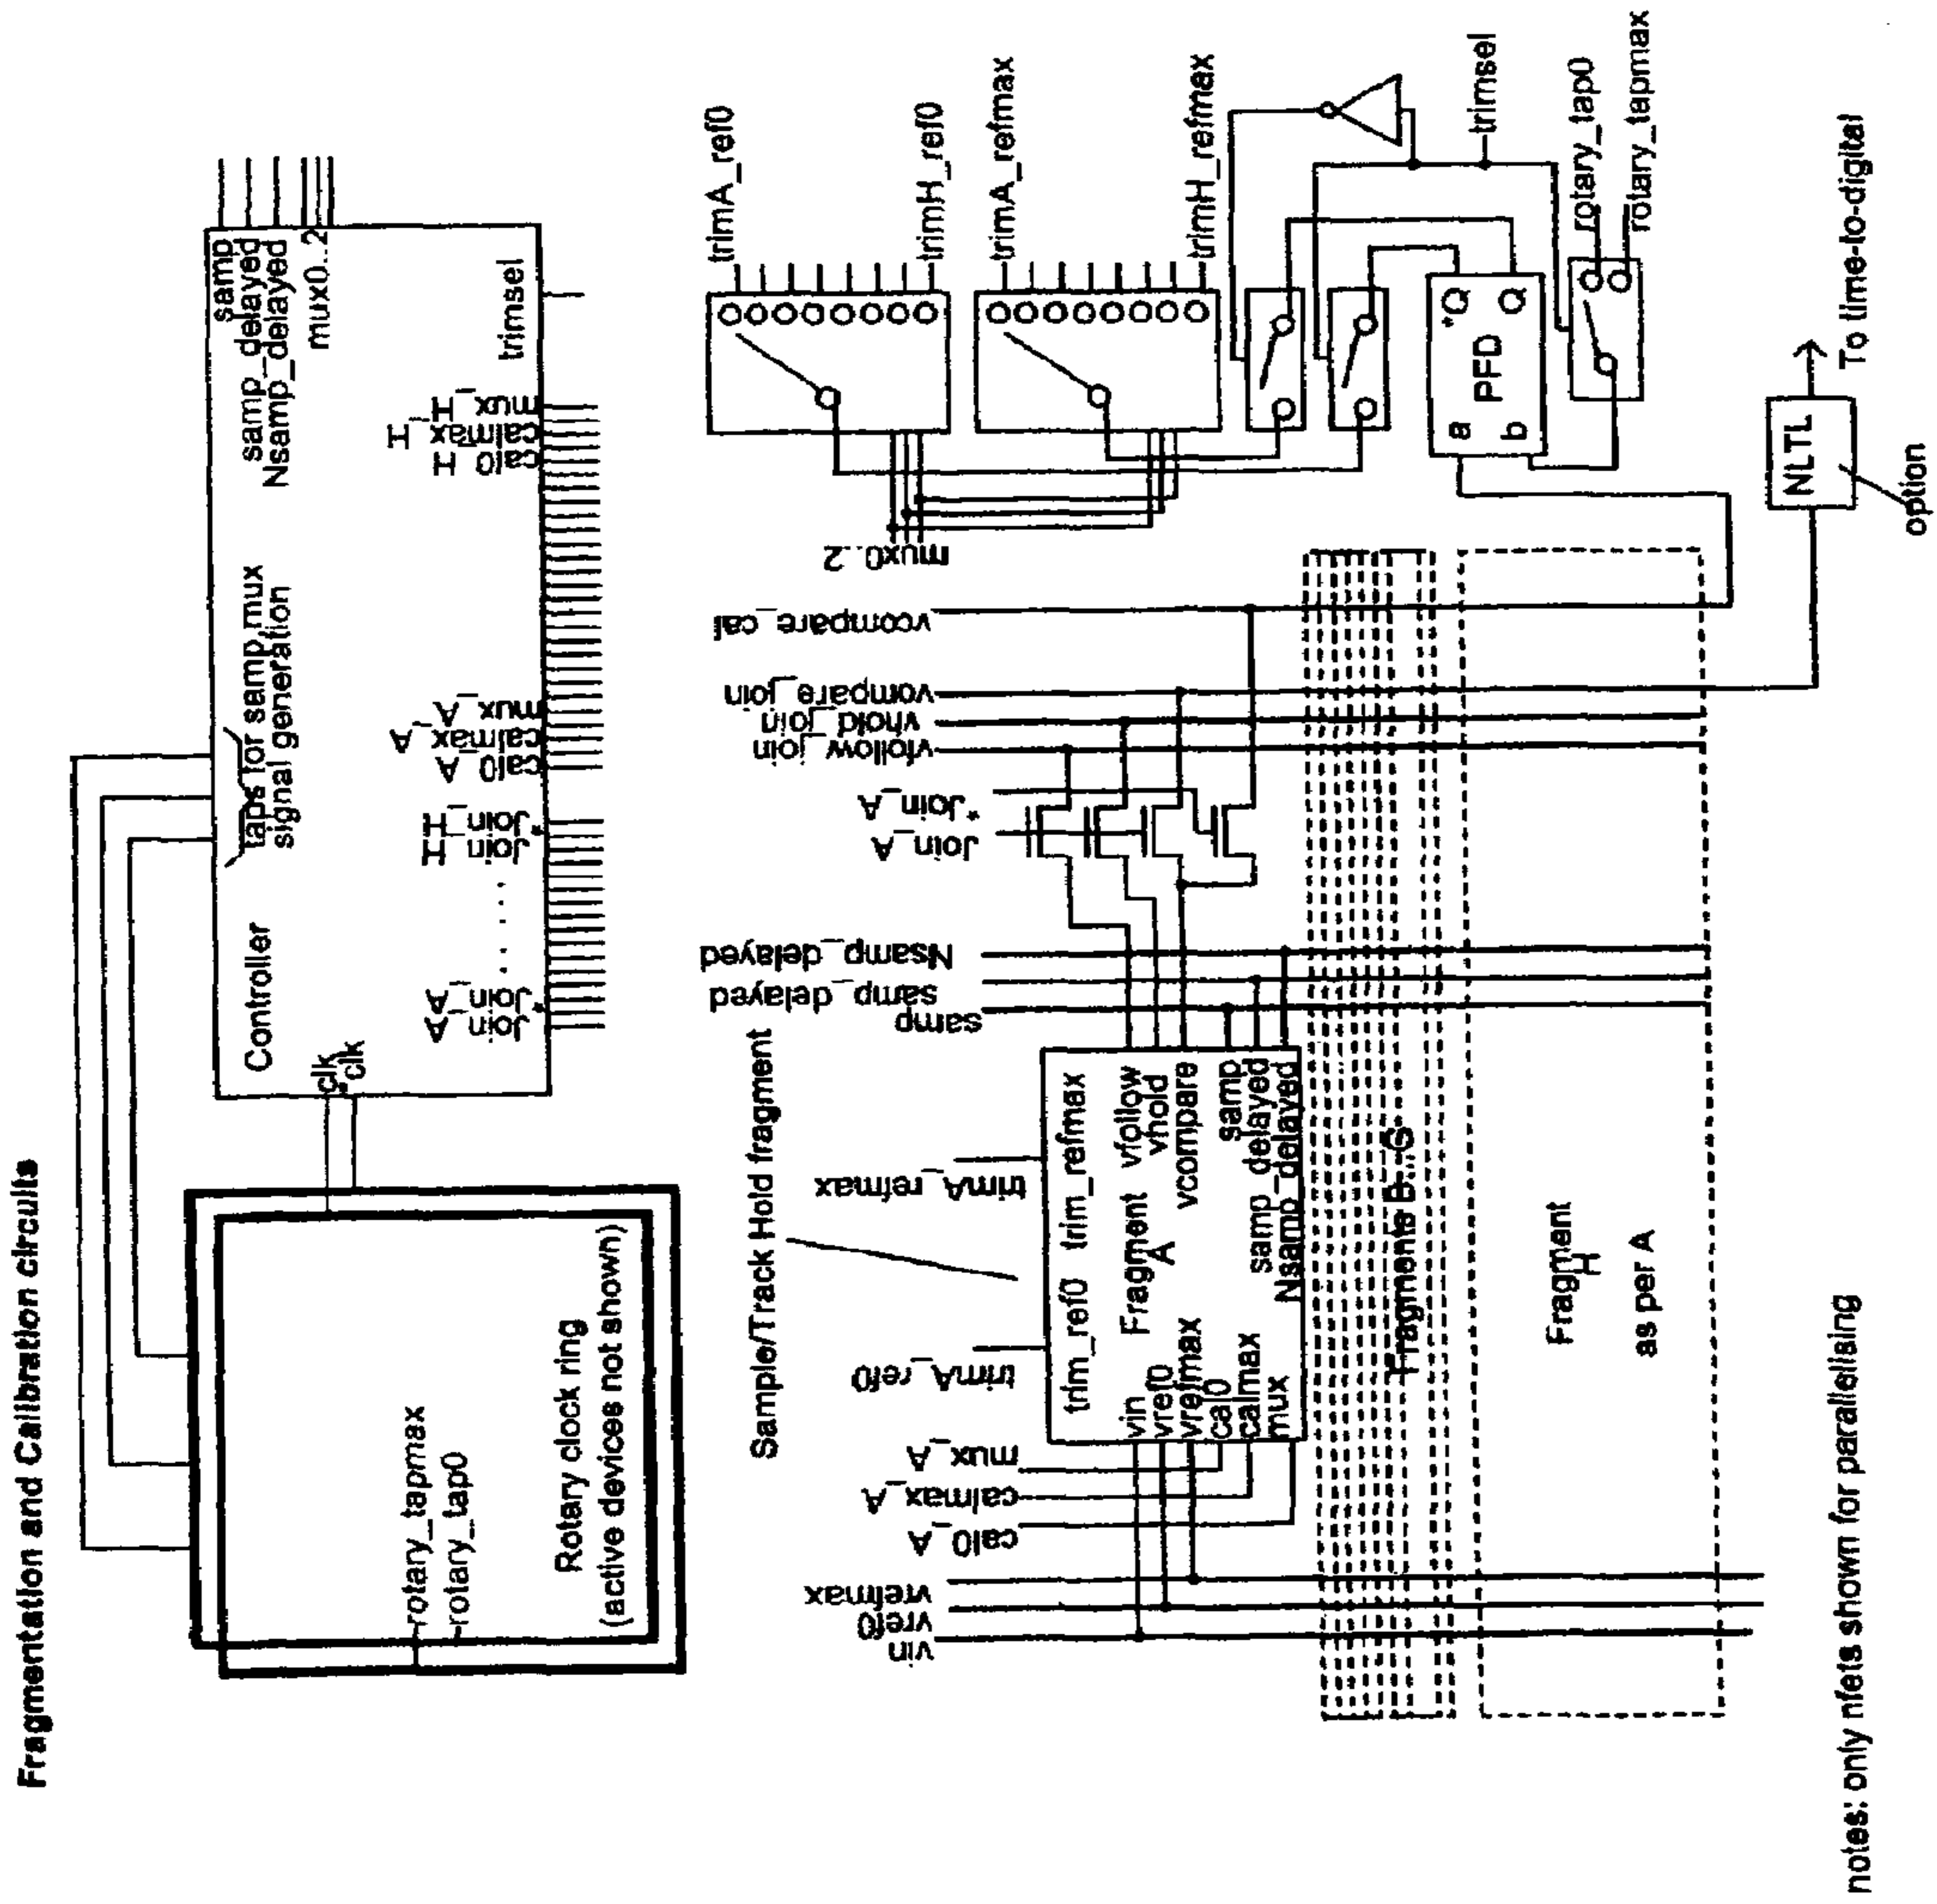 Fragmentation and Calibration circuits
rotary_tapmax
rotary_tap0
Rotary clock ring
(active devices not shown)
clk
*clk
Controller
taps for samp,mux
signal generation
samp
samp_delayed
Nsamp_delayed
mux0..2
trimsel
Join_A
*Join_A
. . . . .
Join_H
*Join_H
cal0_A
calmax_A
mux_A
cal0_H
calmax_H
mux_H
Sample/Track Hold fragment
vin
vref0
vrefmax
cal0_A
calmax_A
mux_A
trimA_ref0
trimA_refmax
trim_ref0
trim_refmax
Fragment
A
vin
vref0
vrefmax
cal0
calmax
mux
vfollow
vhold
vcompare
samp
samp_delayed
Nsamp_delayed
samp
samp_delayed
Nsamp_delayed
Join_A
*Join_A
vfollow_join
vhold_join
vompare_join
vcompare_cal
mux0..2
trimA_ref0
trimH_ref0
trimA_refmax
trimH_refmax
trimsel
PFD
a
b
*Q
Q
rotary_tap0
rotary_tapmax
NLTL
option
To time-to-digital
Fragments B...G
Fragment
H
as per A
notes: only nfets shown for parallelising